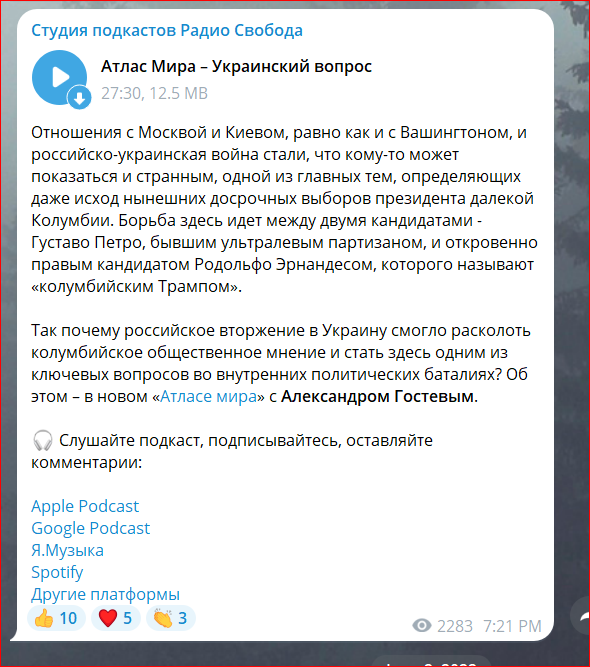 Студия подкастов Радио Свобода
Атлас Мира – Украинский вопрос
27:30, 12.5 MB
Отношения с Москвой и Киевом, равно как и с Вашингтоном, и
российско-украинская война стали, что кому-то может
показаться и странным, одной из главных тем, определяющих
даже исход нынешних досрочных выборов президента далекой
Колумбии. Борьба здесь идет между двумя кандидатами -
Густаво Петро, бывшим ультралевым партизаном, и откровенно
правым кандидатом Родольфо Эрнандесом, которого называют
«колумбийским Трампом».
Так почему российское вторжение в Украину смогло расколоть
колумбийское общественное мнение и стать здесь одним из
ключевых вопросов во внутренних политических баталиях? Об
этом – в новом «Атласе мира» с Александром Гостевым.
Слушайте подкаст, подписывайтесь, оставляйте
комментарии:
Apple Podcast
Google Podcast
Я.Музыка
Spotify
Другие платформы
10 5 3
2283 7:21 PM